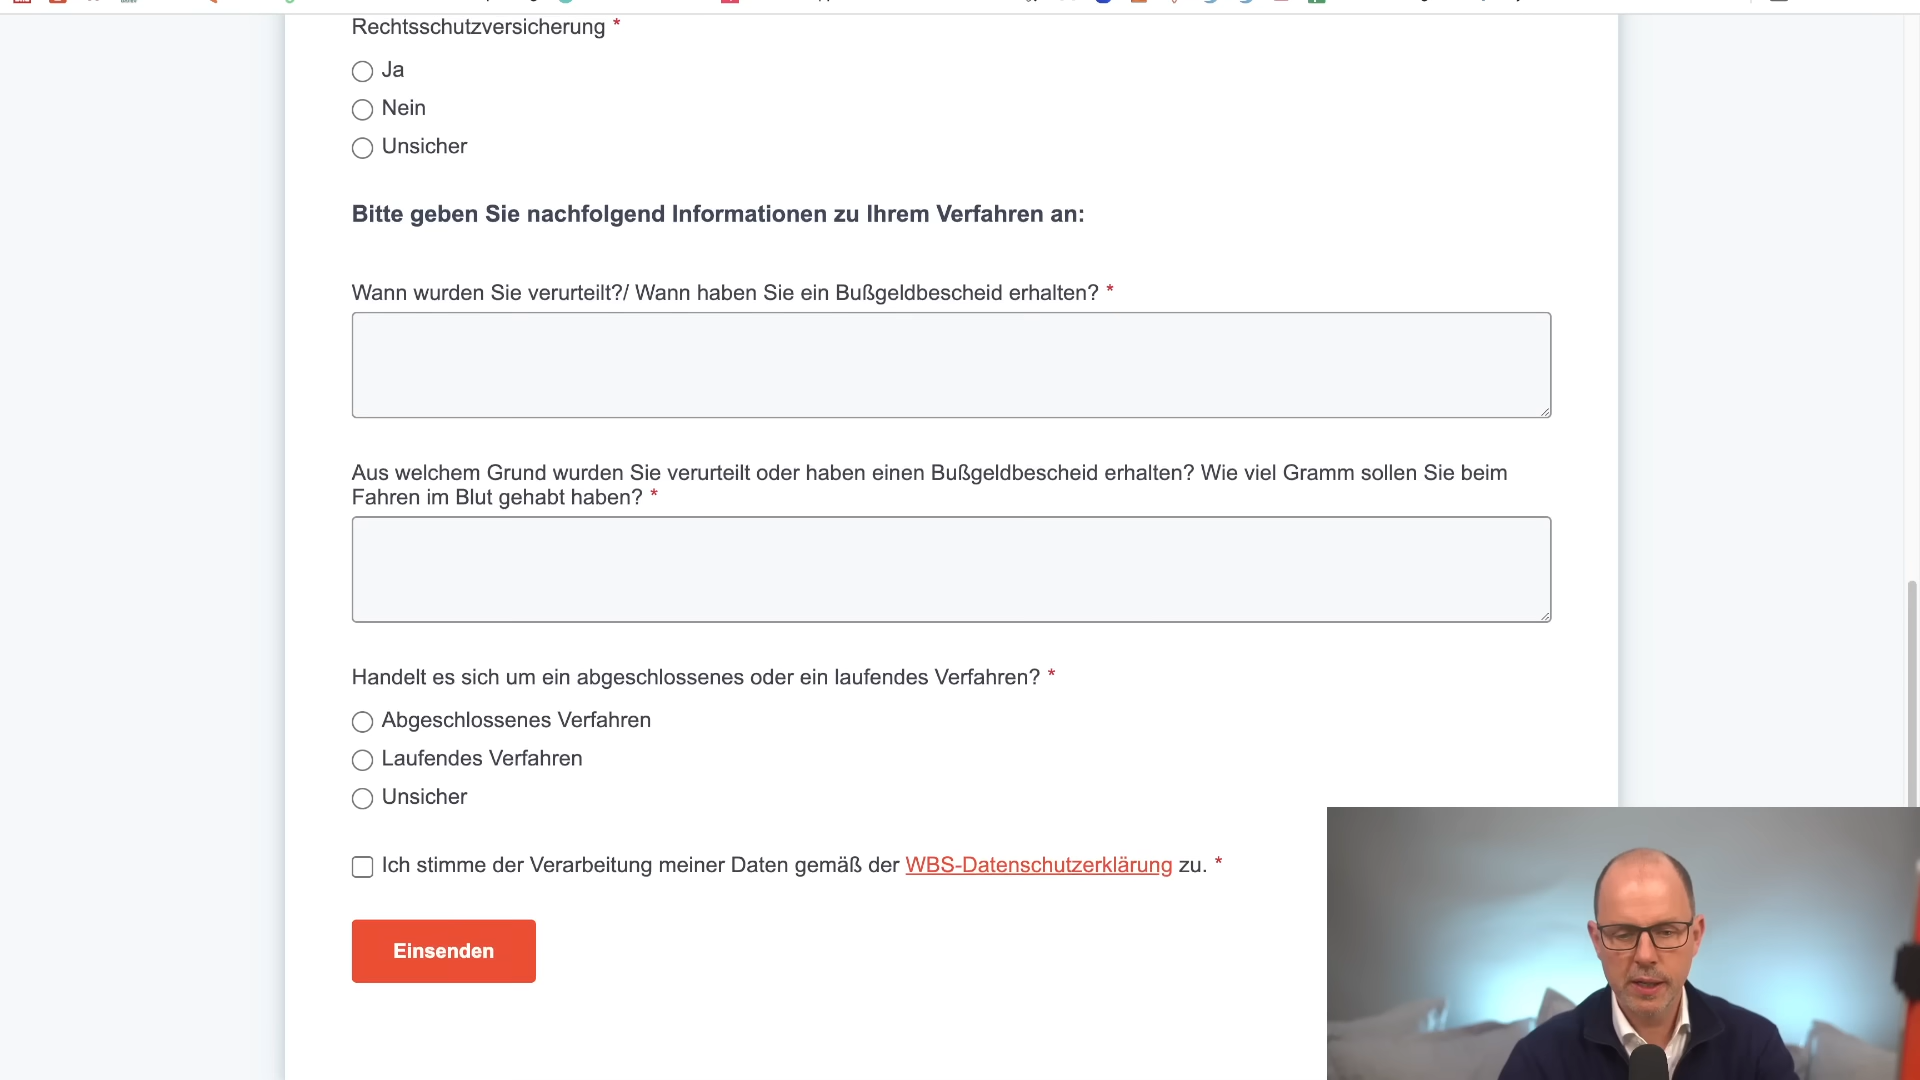 Rechtsschutzversicherung *
Ja
Nein
Unsicher
Bitte geben Sie nachfolgend Informationen zu Ihrem Verfahren an:
Wann wurden Sie verurteilt?/ Wann haben Sie ein Bußgeldbescheid erhalten? *
Aus welchem Grund wurden Sie verurteilt oder haben einen Bußgeldbescheid erhalten? Wie viel Gramm sollen Sie beim
Fahren im Blut gehabt haben? *
Handelt es sich um ein abgeschlossenes oder ein laufendes Verfahren? *
Abgeschlossenes Verfahren
Laufendes Verfahren
Unsicher
Ich stimme der Verarbeitung meiner Daten gemäß der WBS-Datenschutzerklärung zu. *
Einsenden